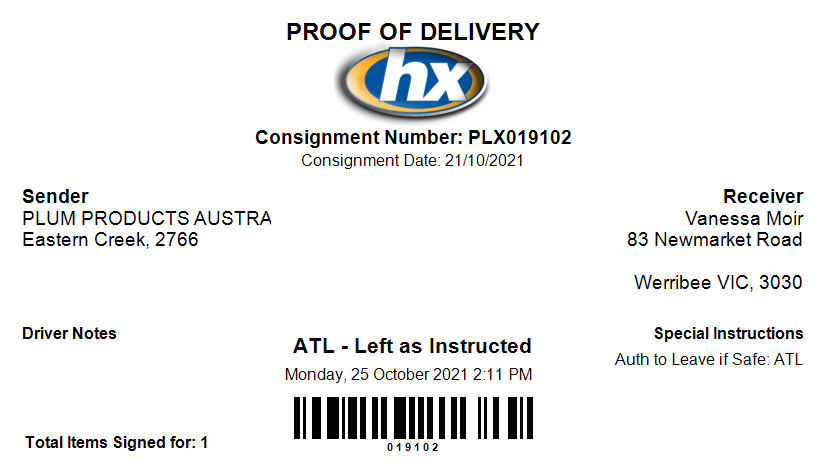 PROOF OF DELIVERY
hx
Consignment Number: PLX019102
Consignment Date: 21/10/2021
Sender
PLUM PRODUCTS AUSTRA
Eastern Creek, 2766
Receiver
Vanessa Moir
83 Newmarket Road
Werribee VIC, 3030
Driver Notes
ATL - Left as Instructed
Monday, 25 October 2021 2:11 PM
Special Instructions
Auth to Leave if Safe: ATL
019102
Total Items Signed for: 1